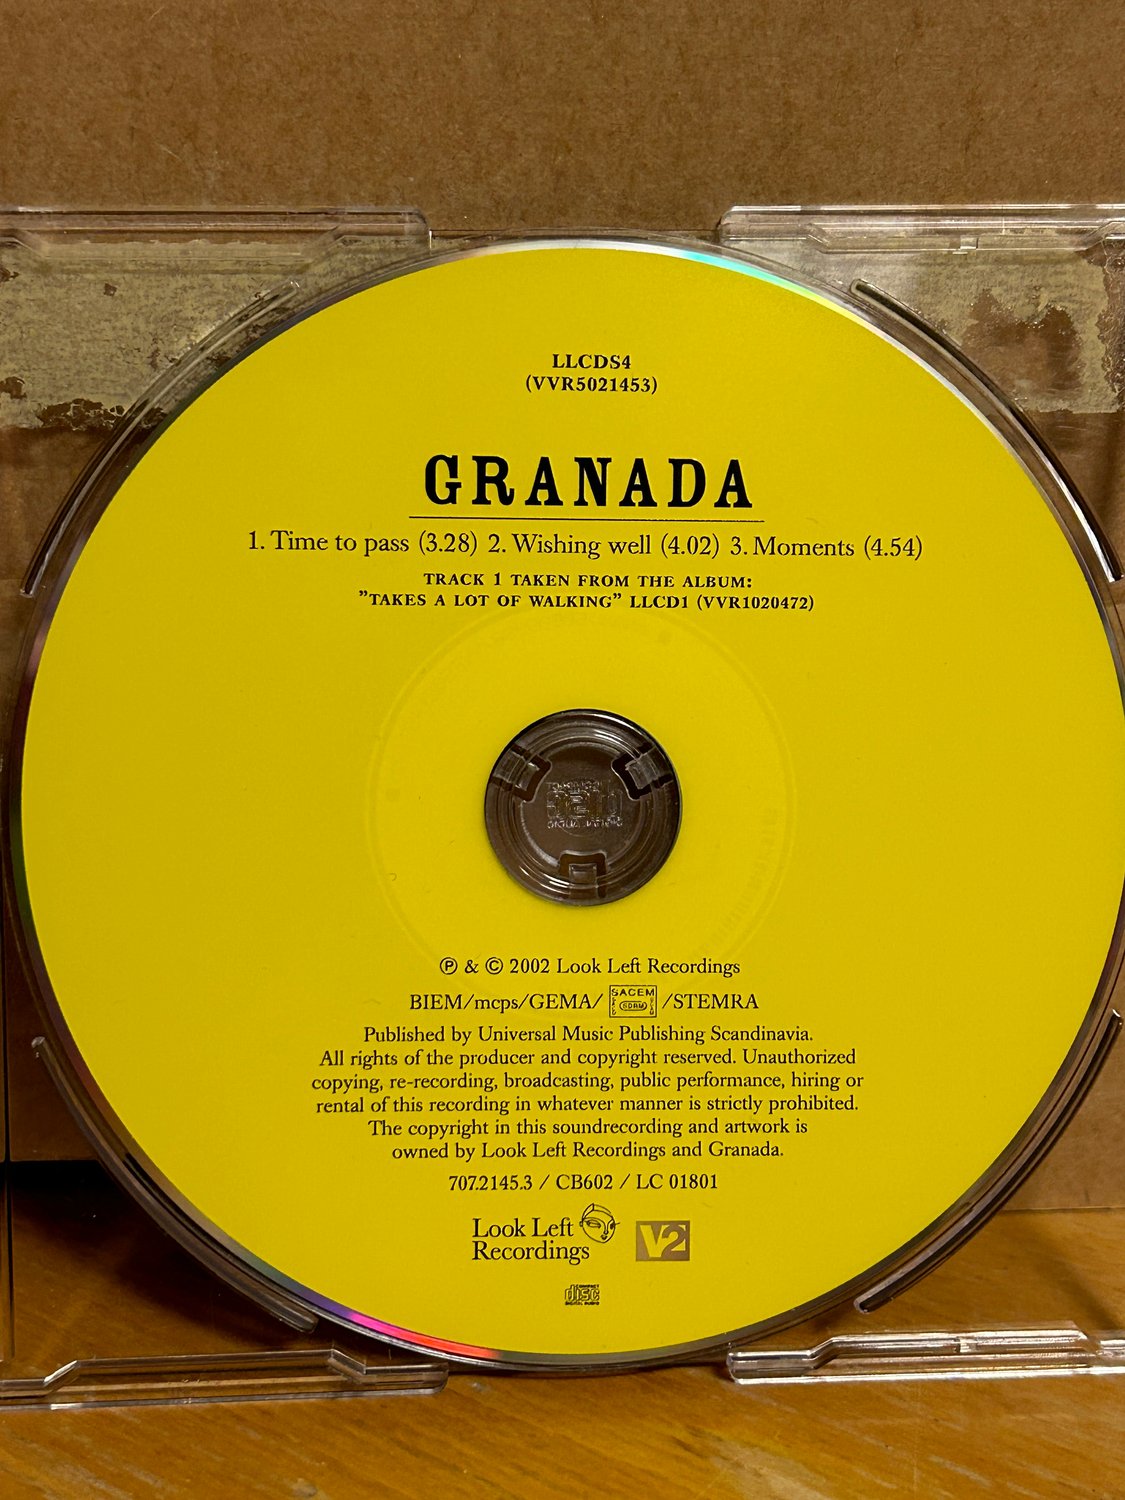 LLCDS4
(VVR5021453)
GRANADA
1. Time to pass (3.28) 2. Wishing well (4.02) 3. Moments (4.54)
TRACK 1 TAKEN FROM THE ALBUM:
"TAKES A LOT OF WALKING" LLCD1 (VVR1020472)
℗ & © 2002 Look Left Recordings
BIEM/mcps/GEMA/ SACEM SDRM /STEMRA
Published by Universal Music Publishing Scandinavia.
All rights of the producer and copyright reserved. Unauthorized
copying, re-recording, broadcasting, public performance, hiring or
rental of this recording in whatever manner is strictly prohibited.
The copyright in this soundrecording and artwork is
owned by Look Left Recordings and Granada.
707.2145.3 / CB602 / LC 01801
Look Left
Recordings
V2
COMPACT
disc
DIGITAL AUDIO